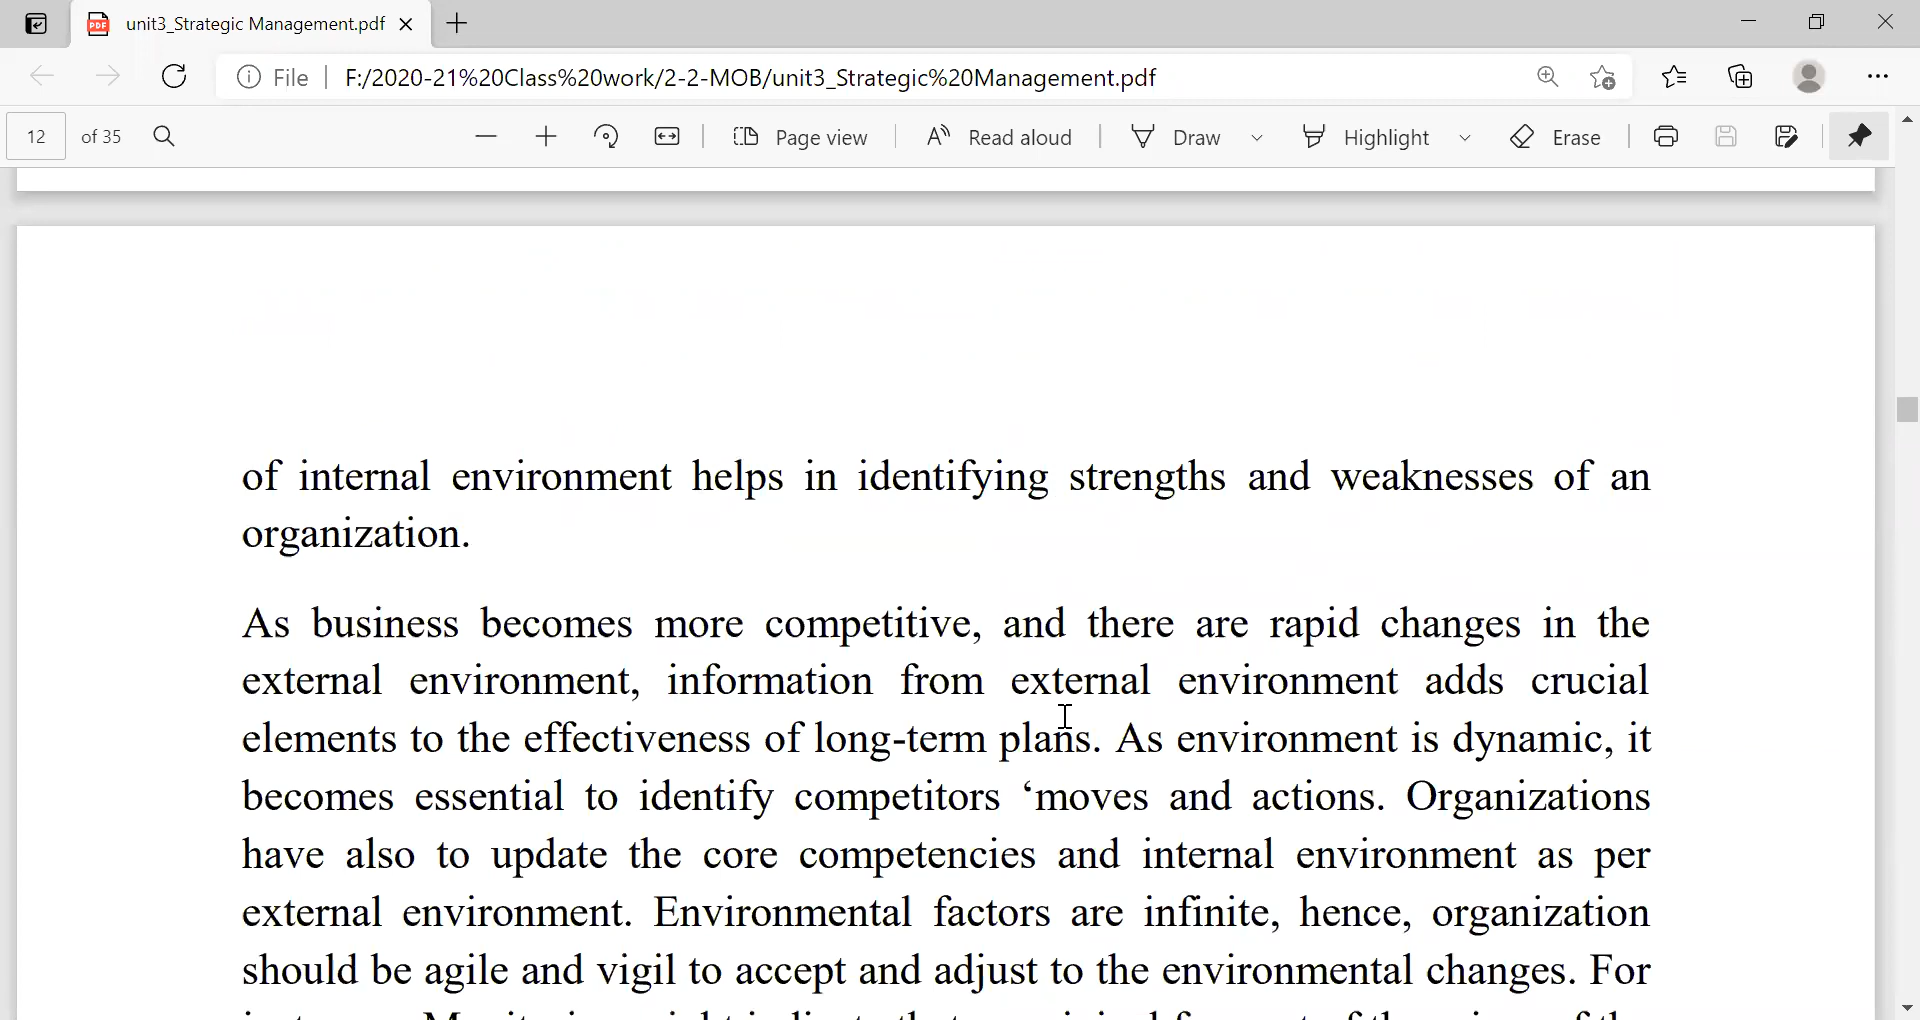 unit3_Strategic Management.pdf
File F:/2020-21%20Class%20work/2-2-MOB/unit3_Strategic%20Management.pdf
12 of 35 Page view Read aloud Draw Highlight Erase
of internal environment helps in identifying strengths and weaknesses of an
organization.
As business becomes more competitive, and there are rapid changes in the
external environment, information from external environment adds crucial
elements to the effectiveness of long-term plans. As environment is dynamic, it
becomes essential to identify competitors ‘moves and actions. Organizations
have also to update the core competencies and internal environment as per
external environment. Environmental factors are infinite, hence, organization
should be agile and vigil to accept and adjust to the environmental changes. For